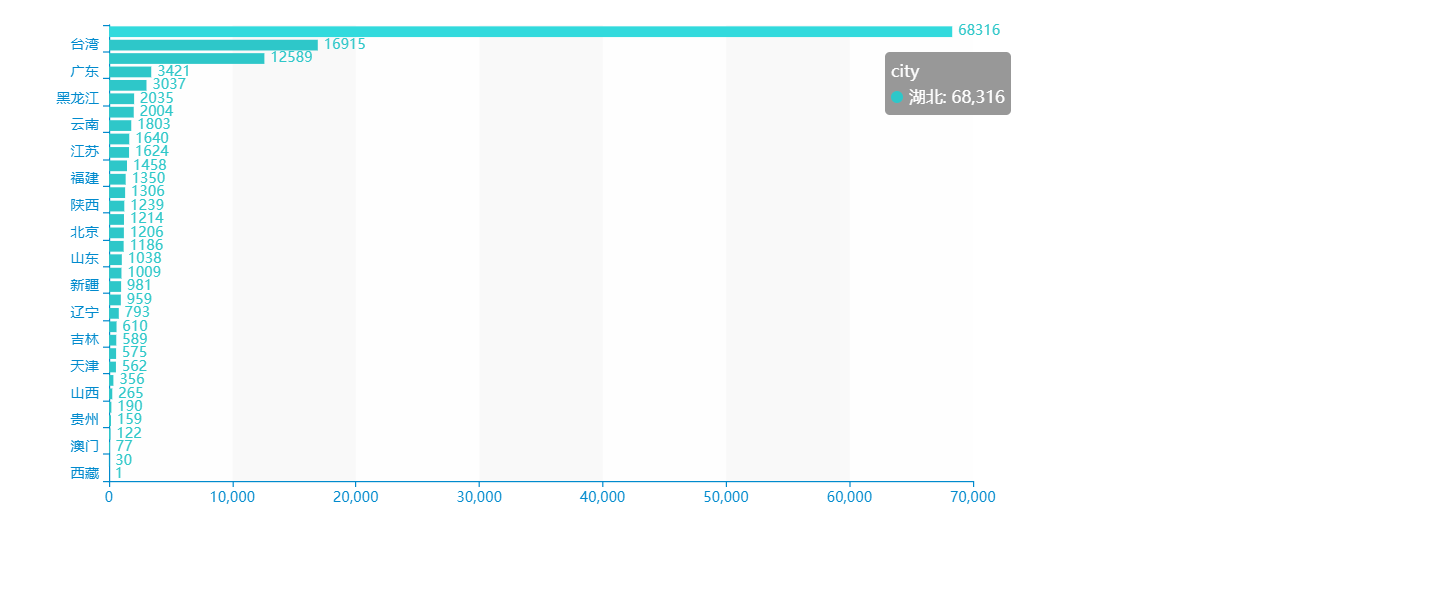 68316
台湾 16915
12589
广东 3421
3037
黑龙江 2035
2004
云南 1803
1640
江苏 1624
1458
福建 1350
1306
陕西 1239
1214
北京 1206
1186
山东 1038
1009
新疆 981
959
辽宁 793
610
吉林 589
575
天津 562
356
山西 265
190
贵州 159
122
澳门 77
30
西藏 1
0 10,000 20,000 30,000 40,000 50,000 60,000 70,000
city
湖北: 68,316